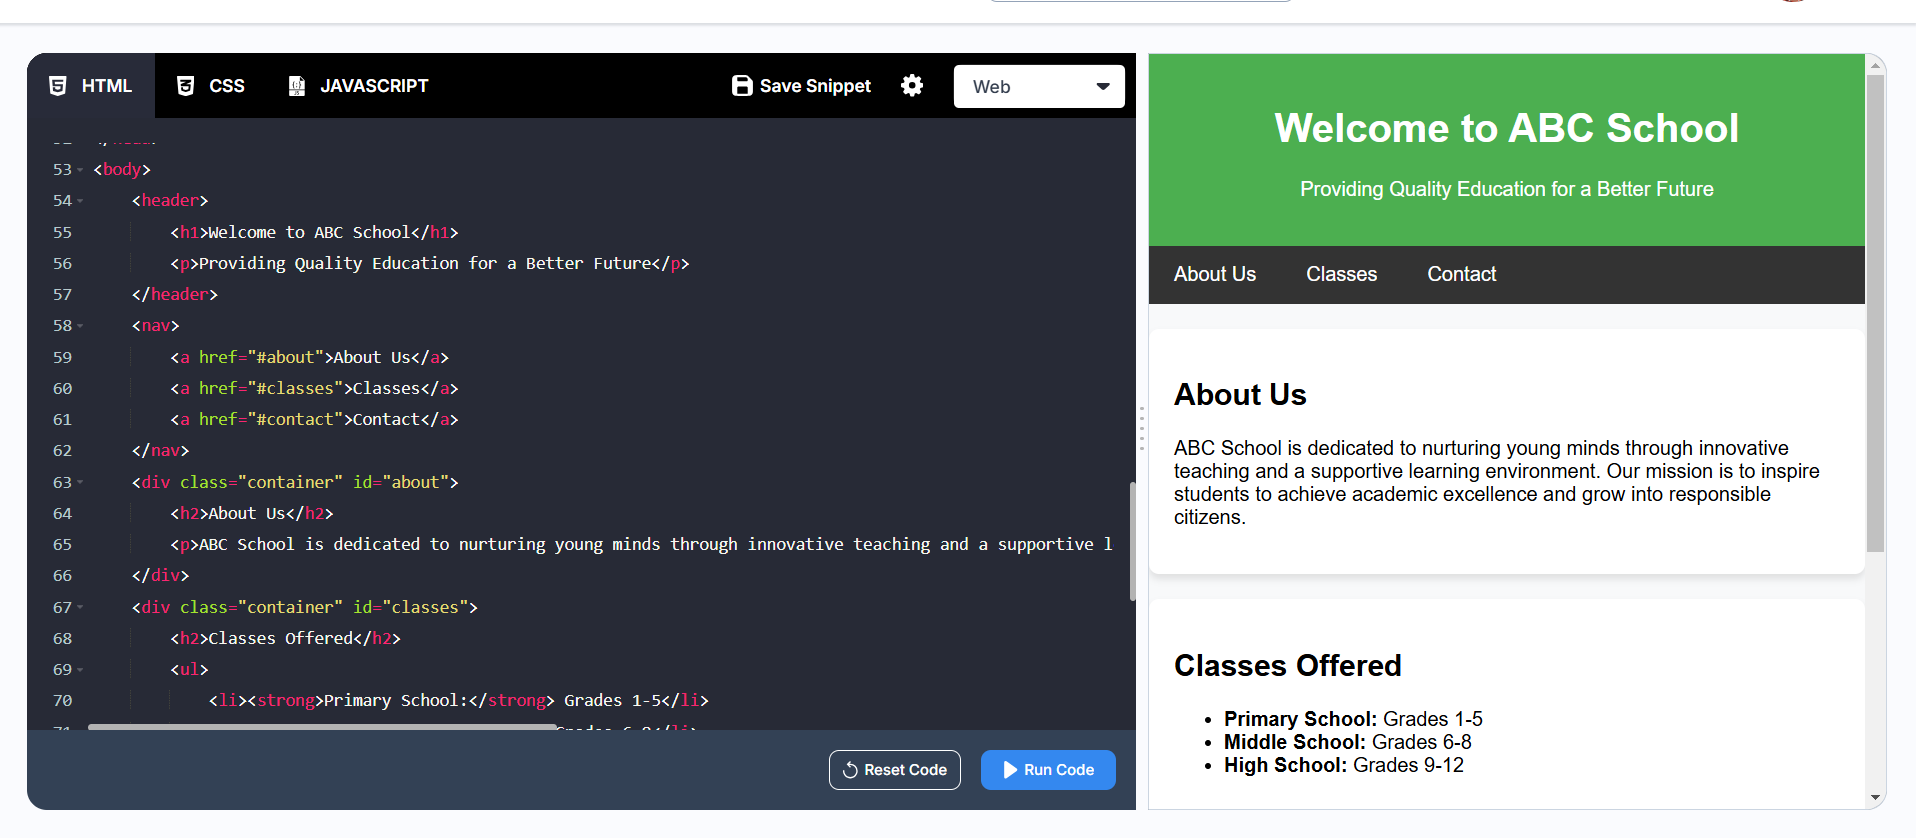 HTML
CSS
JAVASCRIPT
Save Snippet
Web
53 <body>
54 <header>
55 <h1>Welcome to ABC School</h1>
56 <p>Providing Quality Education for a Better Future</p>
57 </header>
58 <nav>
59 <a href="#about">About Us</a>
60 <a href="#classes">Classes</a>
61 <a href="#contact">Contact</a>
62 </nav>
63 <div class="container" id="about">
64 <h2>About Us</h2>
65 <p>ABC School is dedicated to nurturing young minds through innovative teaching and a supportive l
66 </div>
67 <div class="container" id="classes">
68 <h2>Classes Offered</h2>
69 <ul>
70 <li><strong>Primary School:</strong> Grades 1-5</li>
Reset Code
Run Code
Welcome to ABC School
Providing Quality Education for a Better Future
About Us
Classes
Contact
About Us
ABC School is dedicated to nurturing young minds through innovative
teaching and a supportive learning environment. Our mission is to inspire
students to achieve academic excellence and grow into responsible
citizens.
Classes Offered
• Primary School: Grades 1-5
• Middle School: Grades 6-8
• High School: Grades 9-12